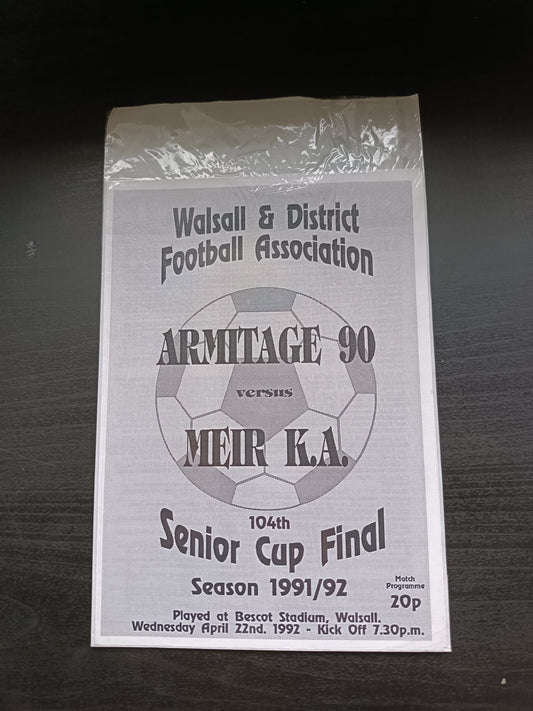 Walsall & District
Football Association
ARMITAGE 90
versus
MEIR K.A.
104th
Senior Cup Final
Season 1991/92
Match
Programme
20p
Played at Bescot Stadium, Walsall.
Wednesday April 22nd. 1992 - Kick Off 7.30p.m.